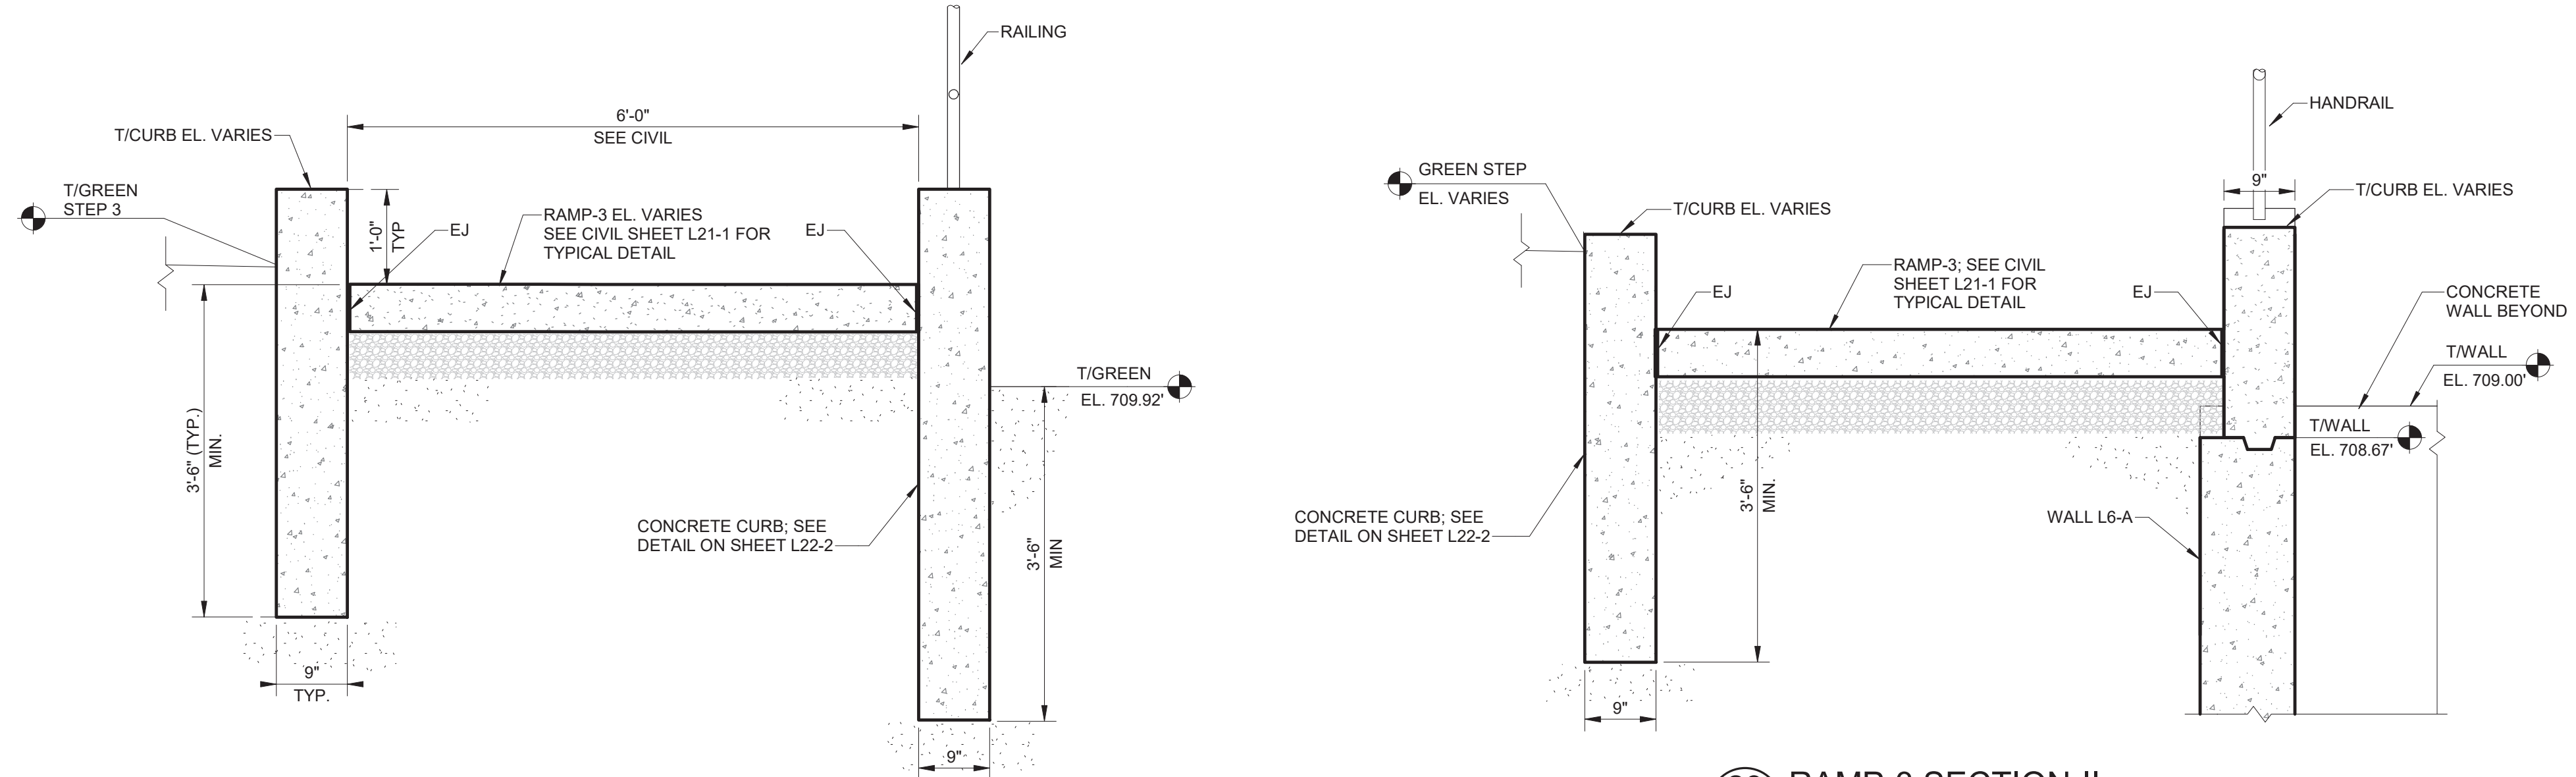 RAILING
6'-0"
SEE CIVIL
T/CURB EL. VARIES
T/GREEN
STEP 3
1'-0"
TYP
EJ
RAMP-3 EL. VARIES
SEE CIVIL SHEET L21-1 FOR
TYPICAL DETAIL
EJ
T/GREEN
EL. 709.92'
3'-6" (TYP.)
MIN.
CONCRETE CURB; SEE
DETAIL ON SHEET L22-2
3'-6"
MIN
9"
TYP.
9"
HANDRAIL
GREEN STEP
EL. VARIES
T/CURB EL. VARIES
9"
T/CURB EL. VARIES
EJ
RAMP-3; SEE CIVIL
SHEET L21-1 FOR
TYPICAL DETAIL
EJ
CONCRETE
WALL BEYOND
T/WALL
EL. 709.00'
T/WALL
EL. 708.67'
3'-6"
MIN.
CONCRETE CURB; SEE
DETAIL ON SHEET L22-2
WALL L6-A
9"